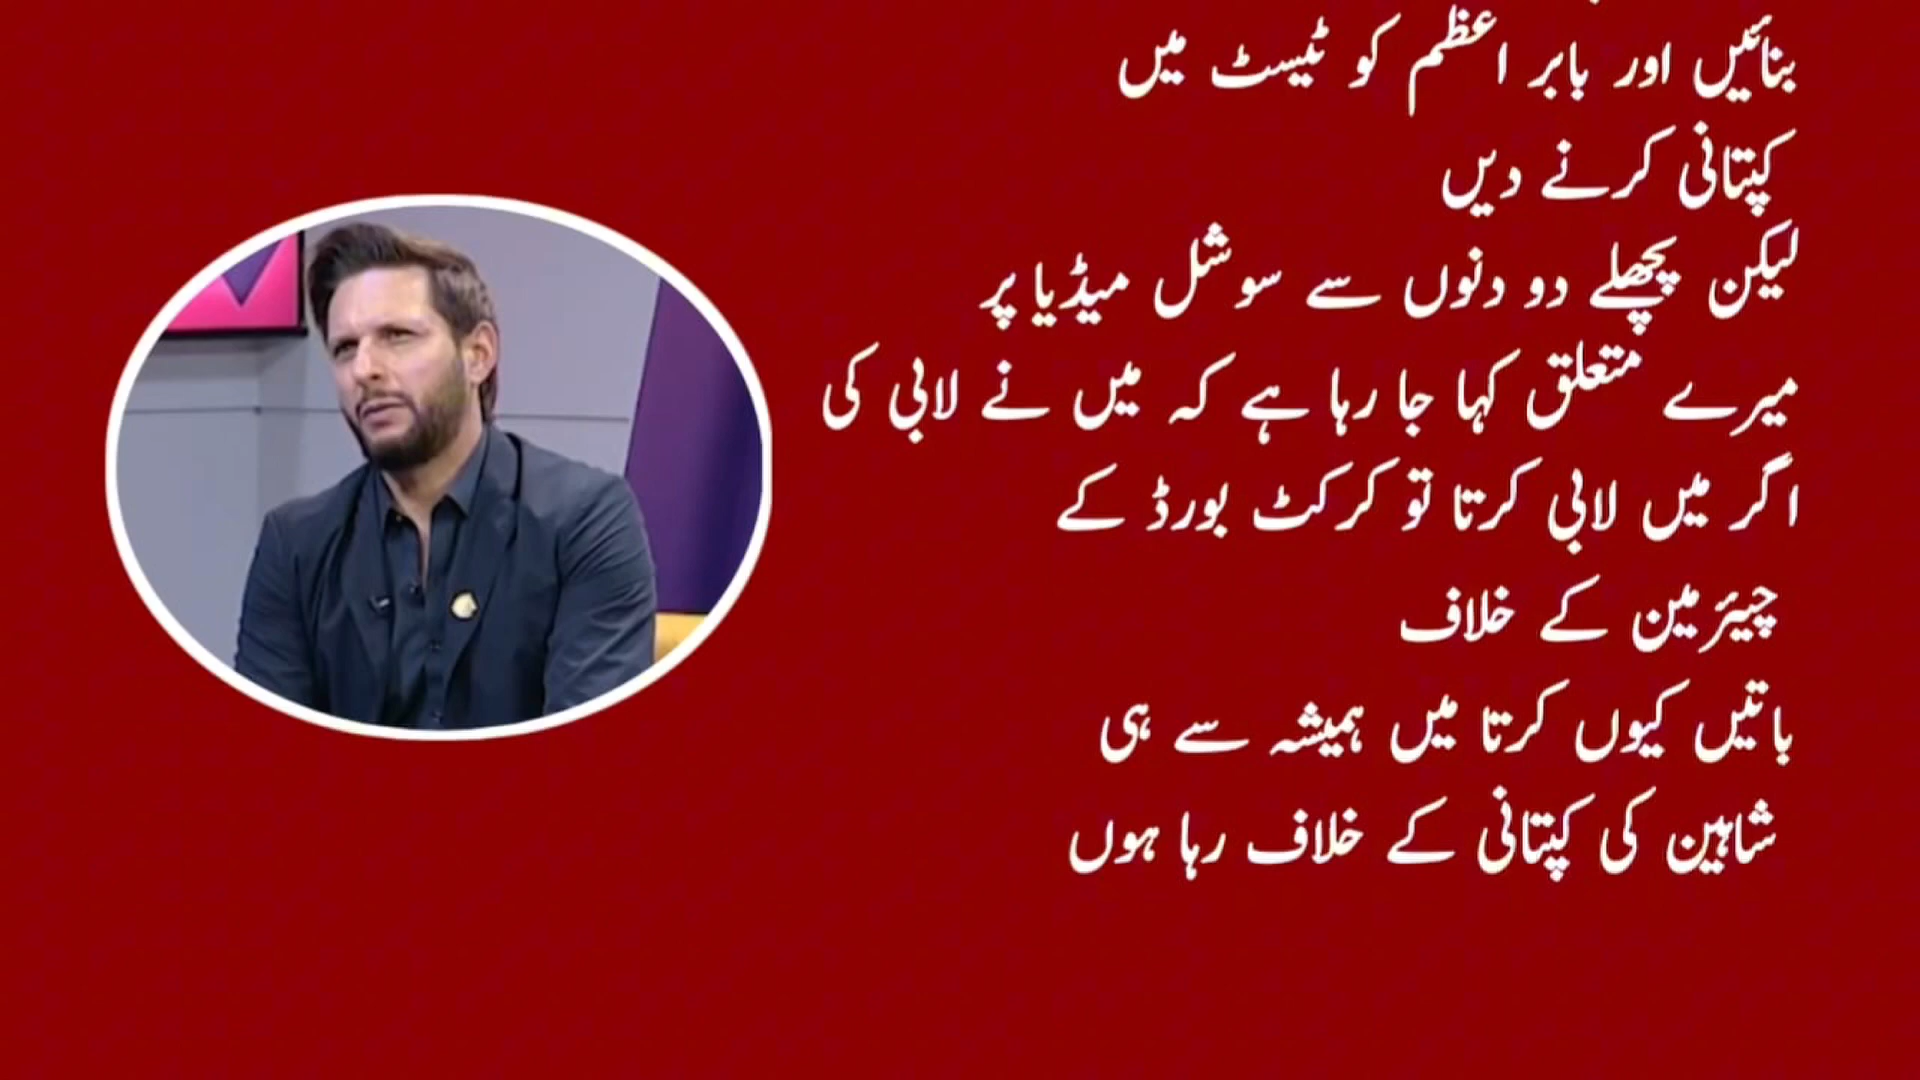 بنائیں اور بابر اعظم کو ٹیسٹ میں
کپتانی کرنے دیں
لیکن پچھلے دو دنوں سے سوشل میڈیا پر
میرے متعلق کہا جا رہا ہے کہ میں نے لابی کی
اگر میں لابی کرتا تو کرکٹ بورڈ کے
چیئرمین کے خلاف
باتیں کیوں کرتا میں ہمیشہ سے ہی
شاہین کی کپتانی کے خلاف رہا ہوں